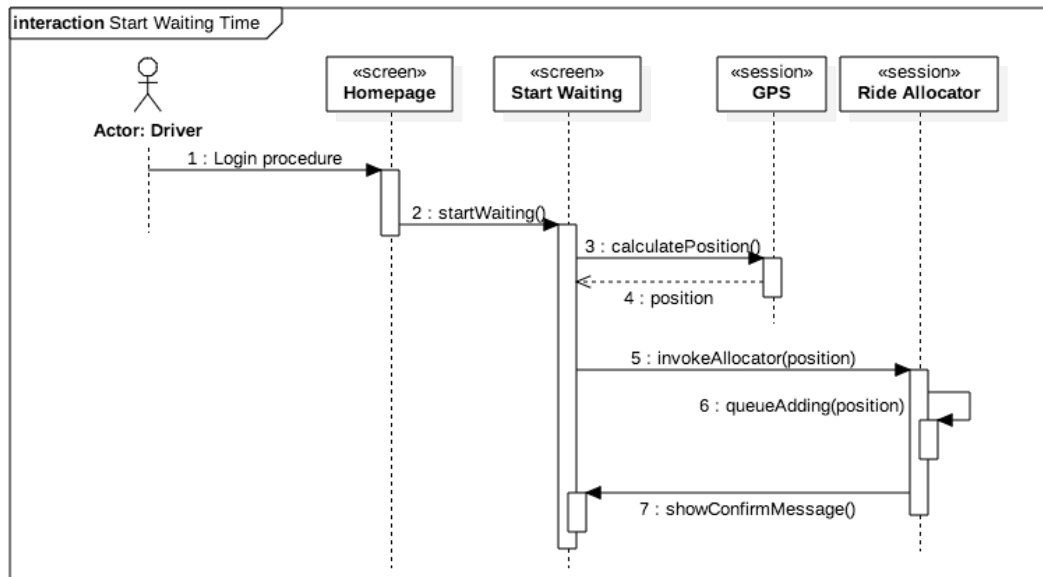 interaction Start Waiting Time
«screen»
Homepage
«screen»
Start Waiting
«session»
GPS
«session»
Ride Allocator
Actor: Driver
1 : Login procedure
2 : startWaiting()
3 : calculatePosition()
4 : position
5 : invokeAllocator(position)
6 : queueAdding(position)
7 : showConfirmMessage()